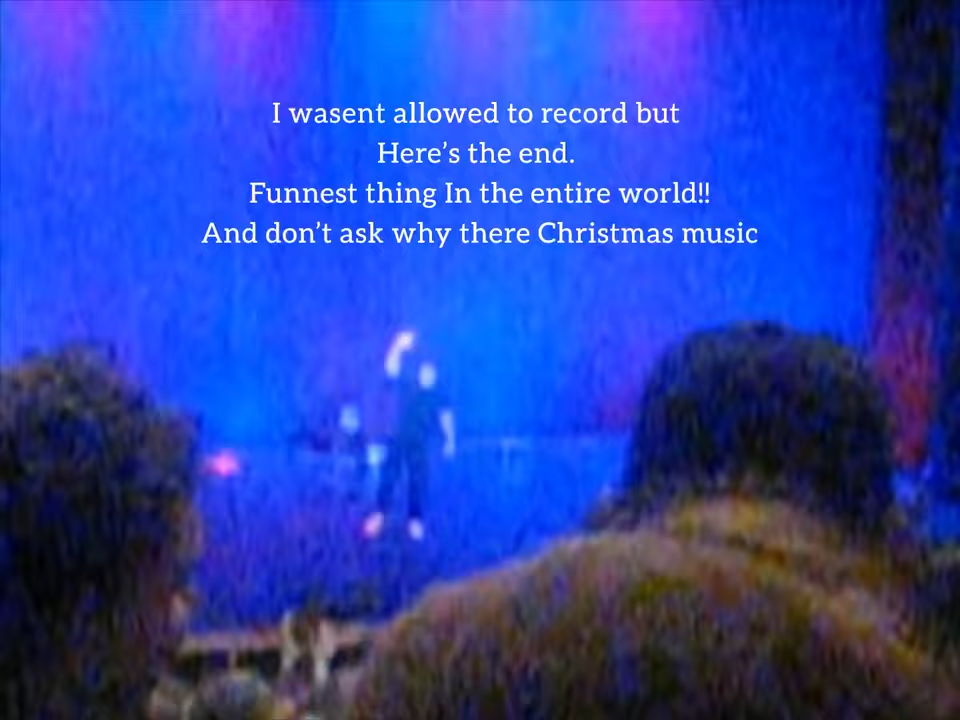 I wasent allowed to record but
Here’s the end.
Funnest thing In the entire world!!
And don’t ask why there Christmas music